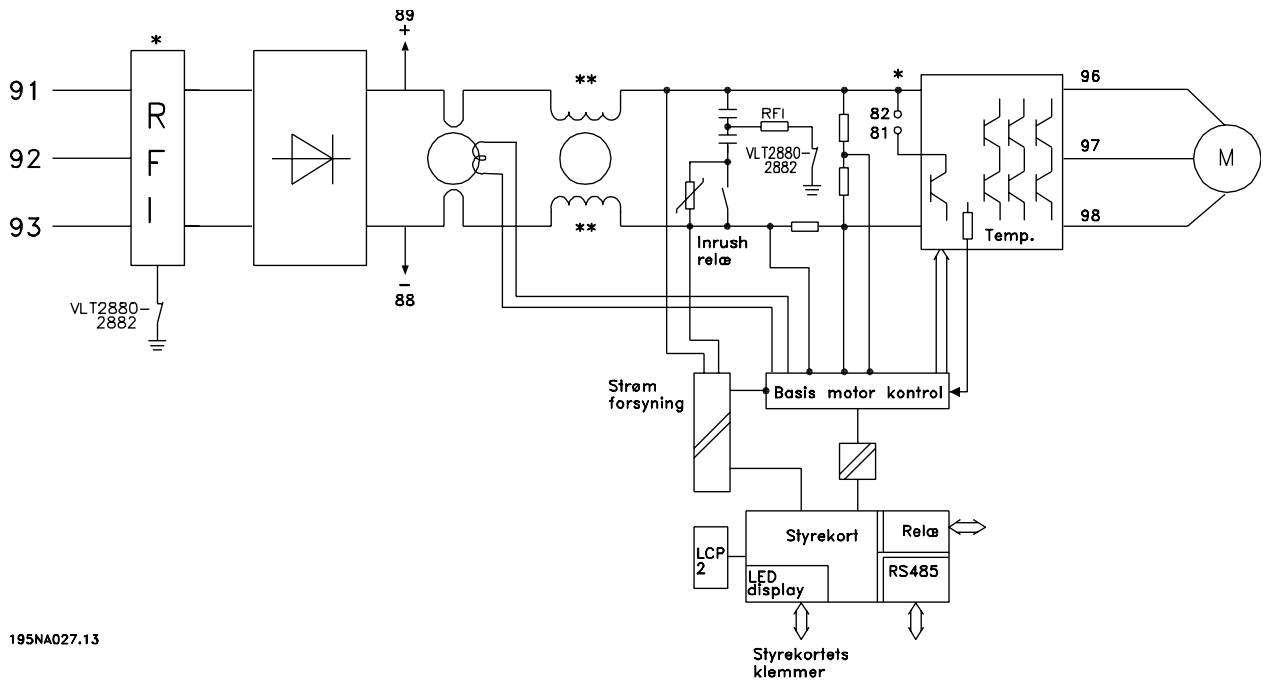 89
+
*
91
R
F
I
92
93
VLT2880-
2882
-
88
**
**
RFI
VLT2880-
2882
Inrush
relæ
*
82
81
Temp.
96
97
98
M
Strøm
forsyning
Basis motor kontrol
Styrekort
Relæ
RS485
LCP
2
LED
display
Styrekortets
klemmer
195NA027.13